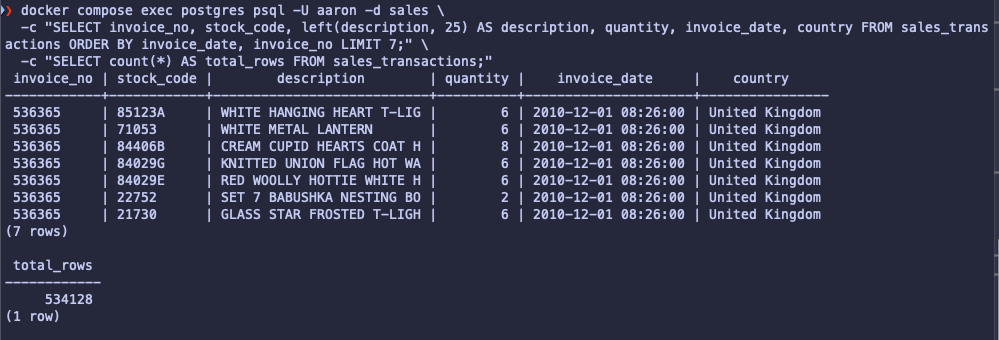 ❯ docker compose exec postgres psql -U aaron -d sales \
  -c "SELECT invoice_no, stock_code, left(description, 25) AS description, quantity, invoice_date, country FROM sales_trans
actions ORDER BY invoice_date, invoice_no LIMIT 7;" \
  -c "SELECT count(*) AS total_rows FROM sales_transactions;"
 invoice_no | stock_code |        description        | quantity |    invoice_date     |    country
------------+------------+---------------------------+----------+---------------------+----------------
 536365     | 85123A     | WHITE HANGING HEART T-LIG |        6 | 2010-12-01 08:26:00 | United Kingdom
 536365     | 71053      | WHITE METAL LANTERN       |        6 | 2010-12-01 08:26:00 | United Kingdom
 536365     | 84406B     | CREAM CUPID HEARTS COAT H |        8 | 2010-12-01 08:26:00 | United Kingdom
 536365     | 84029G     | KNITTED UNION FLAG HOT WA |        6 | 2010-12-01 08:26:00 | United Kingdom
 536365     | 84029E     | RED WOOLLY HOTTIE WHITE H |        6 | 2010-12-01 08:26:00 | United Kingdom
 536365     | 22752      | SET 7 BABUSHKA NESTING BO |        2 | 2010-12-01 08:26:00 | United Kingdom
 536365     | 21730      | GLASS STAR FROSTED T-LIGH |        6 | 2010-12-01 08:26:00 | United Kingdom
(7 rows)

 total_rows
------------
     534128
(1 row)